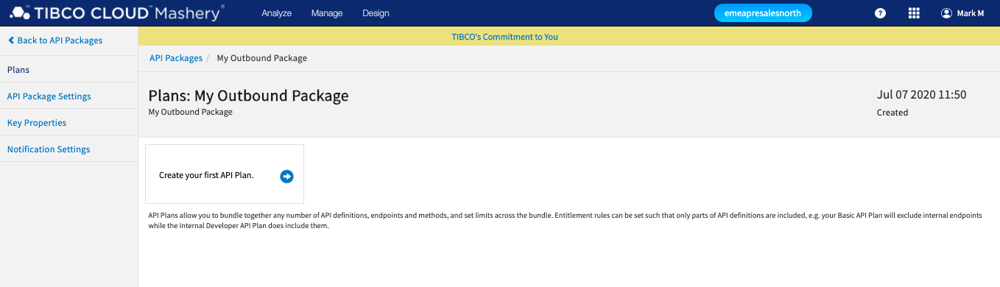 TIBCO CLOUD™ Mashery®
Analyze
Manage
Design
emeapresalesnorth
?
Mark M
Back to API Packages
TIBCO's Commitment to You
API Packages / My Outbound Package
Plans
API Package Settings
Key Properties
Notification Settings
Plans: My Outbound Package
My Outbound Package
Jul 07 2020 11:50
Created
Create your first API Plan.
API Plans allow you to bundle together any number of API definitions, endpoints and methods, and set limits across the bundle. Entitlement rules can be set such that only parts of API definitions are included, e.g. your Basic API Plan will exclude internal endpoints
while the Internal Developer API Plan does include them.